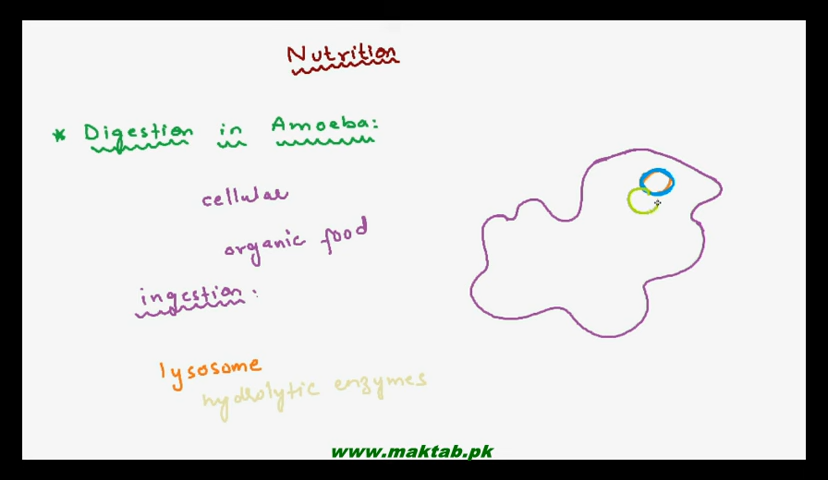 Nutrition
* Digestion in Amoeba:
cellular
organic food
ingestion:
lysosome
hydrolytic enzymes
www.maktab.pk